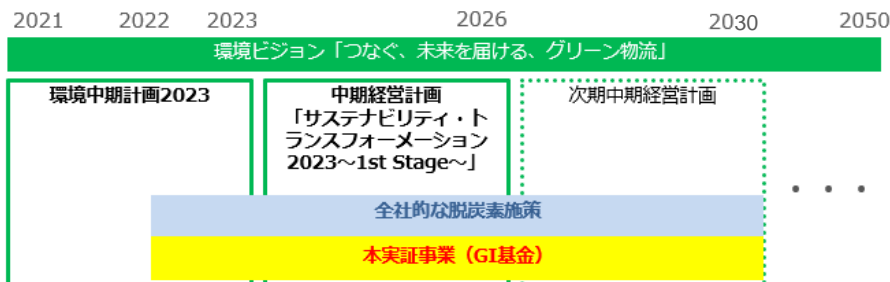 2021 2022 2023 2026 2030 2050
環境ビジョン「つなぐ、未来を届ける、グリーン物流」
環境中期計画2023
中期経営計画
「サステナビリティ・ト
ランスフォーメーション
2023～1st Stage～」
次期中期経営計画
・・・
全社的な脱炭素施策
本実証事業（GI基金）